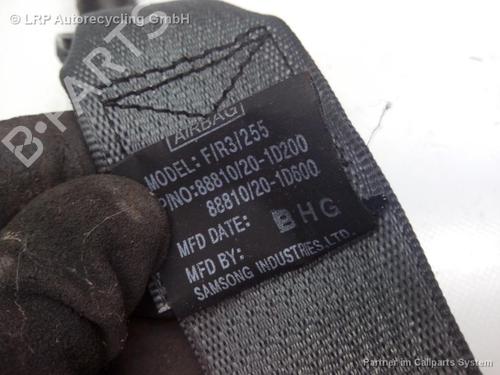 © LRP Autorecycling GmbH
AIRBAG
MODEL: F/R3/255
P/NO:88810/20-1D200
88810/20-1D600
MFD DATE: BHG
MFD BY:
SAMSONG INDUSTRIES,LTD.
Partner im Callparts System